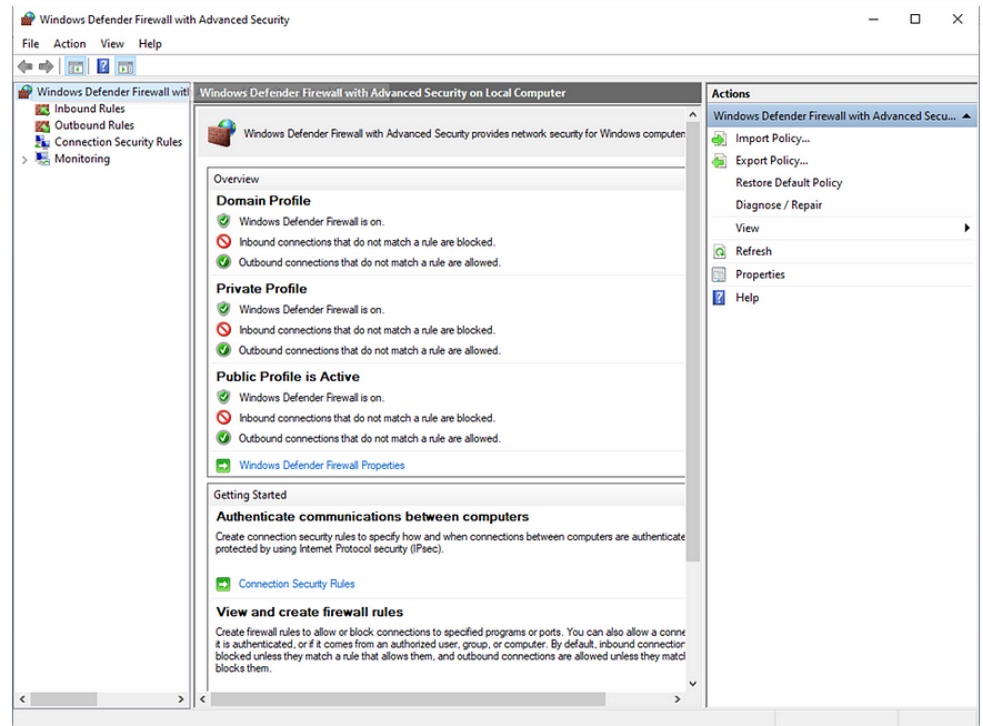 Windows Defender Firewall with Advanced Security
File Action View Help
Windows Defender Firewall with
Inbound Rules
Outbound Rules
Connection Security Rules
Monitoring
Windows Defender Firewall with Advanced Security on Local Computer
Windows Defender Firewall with Advanced Security provides network security for Windows computers
Overview
Domain Profile
Windows Defender Firewall is on.
Inbound connections that do not match a rule are blocked.
Outbound connections that do not match a rule are allowed.
Private Profile
Windows Defender Firewall is on.
Inbound connections that do not match a rule are blocked.
Outbound connections that do not match a rule are allowed.
Public Profile is Active
Windows Defender Firewall is on.
Inbound connections that do not match a rule are blocked.
Outbound connections that do not match a rule are allowed.
Windows Defender Firewall Properties
Getting Started
Authenticate communications between computers
Create connection security rules to specify how and when connections between computers are authenticate
protected by using Internet Protocol security (IPsec).
Connection Security Rules
View and create firewall rules
Create firewall rules to allow or block connections to specified programs or ports. You can also allow a conne
it is authenticated, or if it comes from an authorized user, group, or computer. By default, inbound connection
blocked unless they match a rule that allows them, and outbound connections are allowed unless they matcl
blocks them.
Actions
Windows Defender Firewall with Advanced Secu...
Import Policy...
Export Policy...
Restore Default Policy
Diagnose / Repair
View
Refresh
Properties
Help